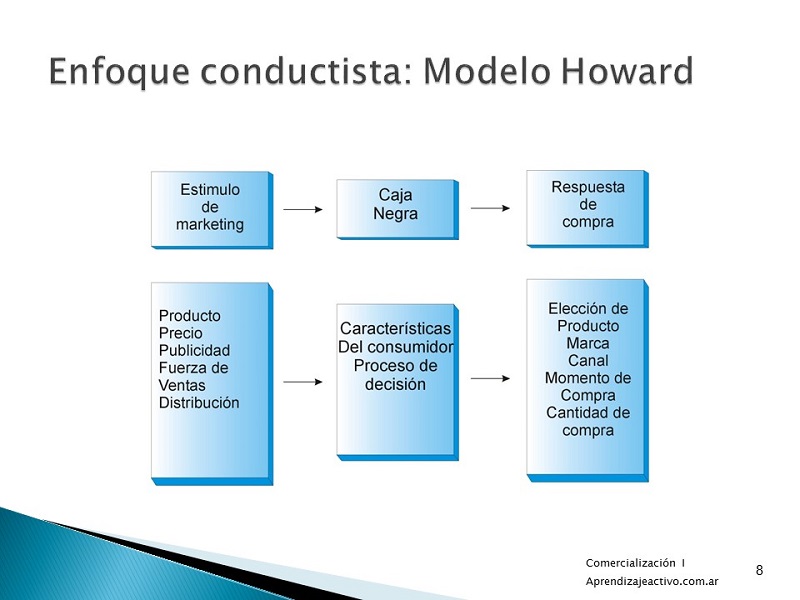 Enfoque conductista: Modelo Howard
Estimulo
de
marketing
Caja
Negra
Respuesta
de
compra
Producto
Precio
Publicidad
Fuerza de
Ventas
Distribución
Características
Del consumidor
Proceso de
decisión
Elección de
Producto
Marca
Canal
Momento de
Compra
Cantidad de
compra
Comercialización I
Aprendizajeactivo.com.ar
8